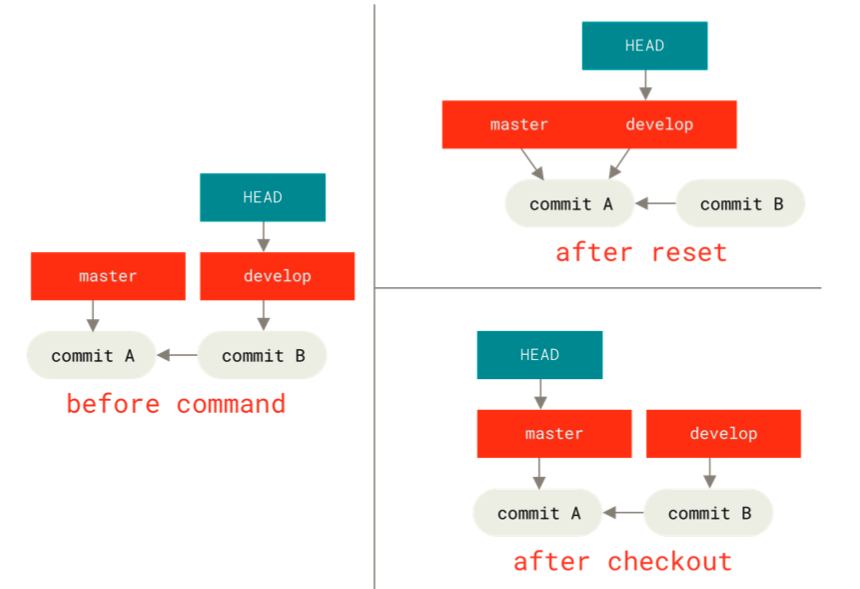 HEAD
master develop
commit A commit B
before command
HEAD
master develop
commit A commit B
after reset
HEAD
master develop
commit A commit B
after checkout